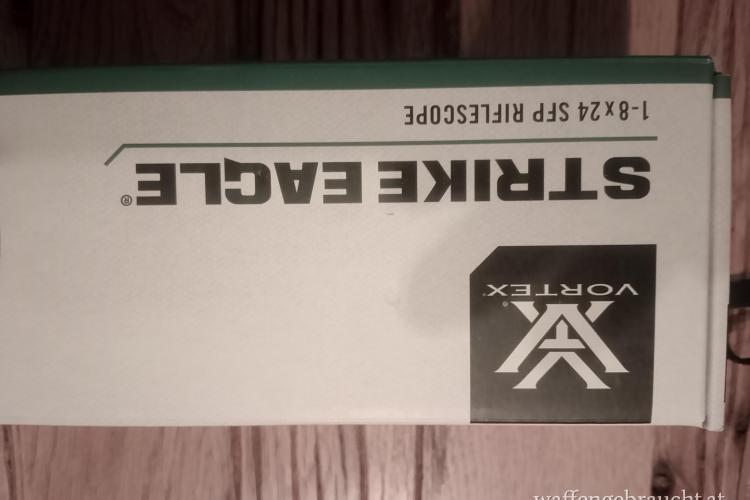 VORTEX®
STRIKE EAGLE®
1-8x24 SFP RIFLESCOPE
waffengebraucht.at